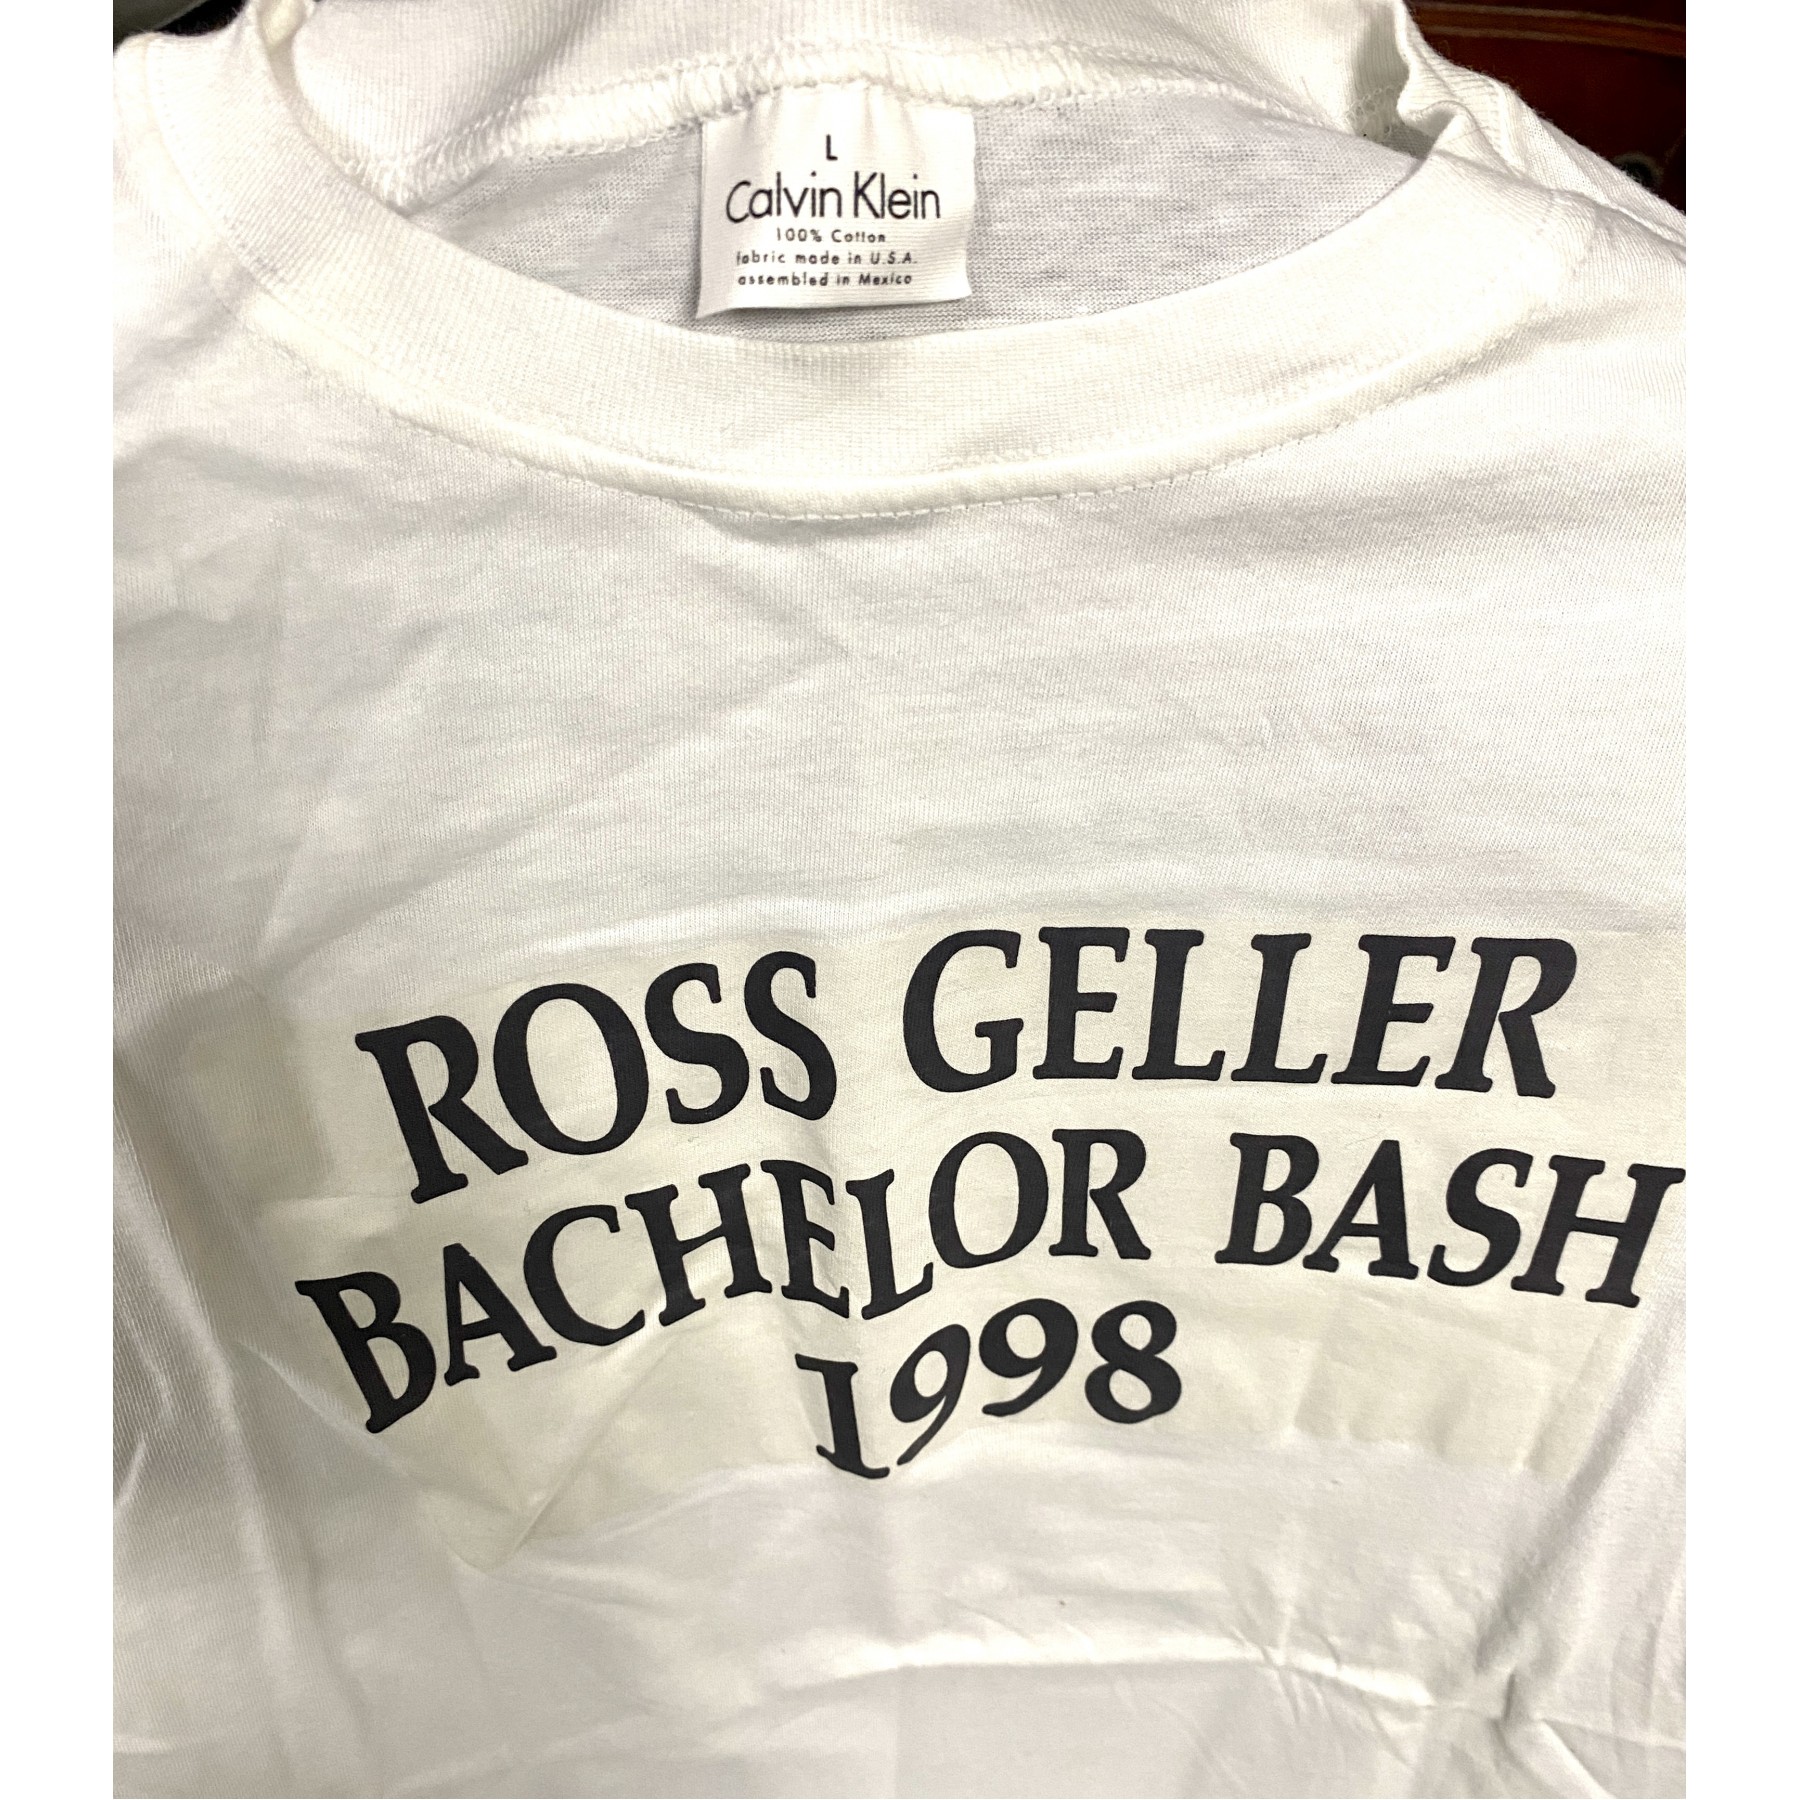 L
Calvin Klein
100% Cotton
fabric made in U.S.A.
assembled in Mexico
ROSS GELLER
BACHELOR BASH
1998